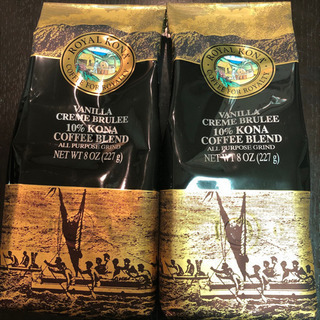 ROYAL KONA
COFFEE FOR ROYALTY
VANILLA
CREME BRULEE
10% KONA
COFFEE BLEND
ALL PURPOSE GRIND
NET WT 8 OZ (227g)
ROYAL KONA
COFFEE FOR ROYALTY
VANILLA
CREME BRULEE
10% KONA
COFFEE BLEND
ALL PURPOSE GRIND
NET WT 8 OZ (227g)